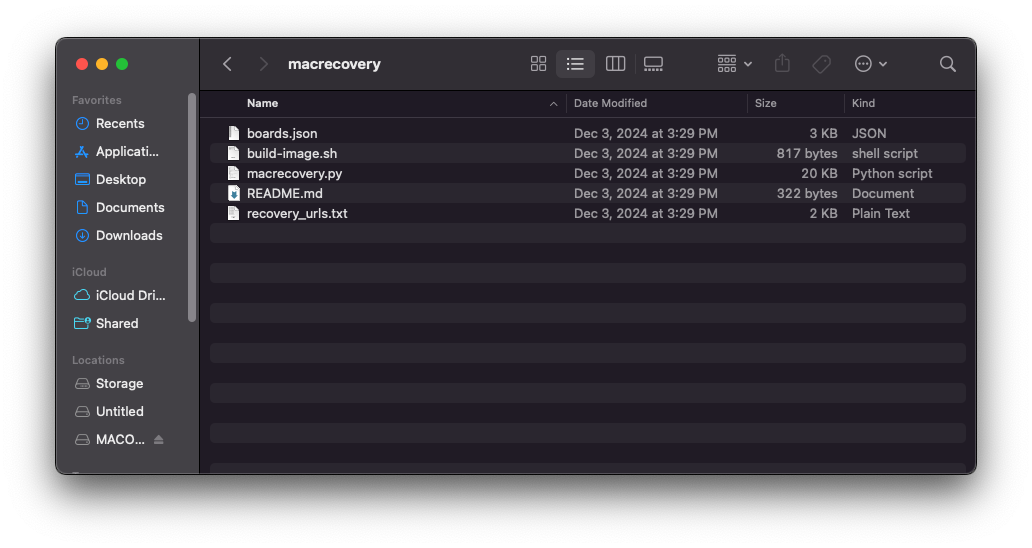 macrecovery
Favorites
Recents
Applicati...
Desktop
Documents
Downloads
iCloud
iCloud Dri...
Shared
Locations
Storage
Untitled
MACO...
Name Date Modified Size Kind
boards.json Dec 3, 2024 at 3:29 PM 3 KB JSON
build-image.sh Dec 3, 2024 at 3:29 PM 817 bytes shell script
macrecovery.py Dec 3, 2024 at 3:29 PM 20 KB Python script
README.md Dec 3, 2024 at 3:29 PM 322 bytes Document
recovery_urls.txt Dec 3, 2024 at 3:29 PM 2 KB Plain Text